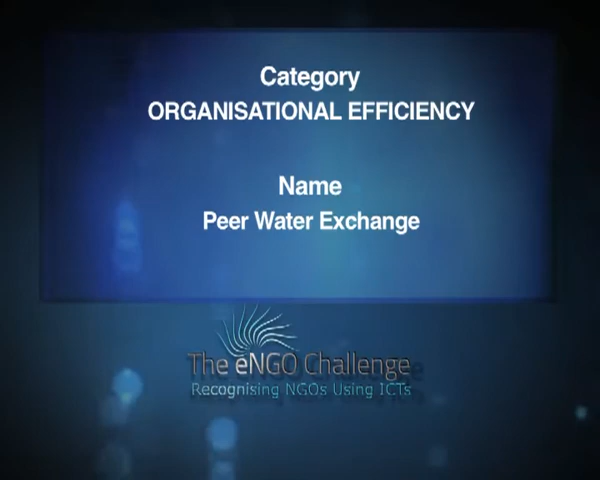 Category
ORGANISATIONAL EFFICIENCY
Name
Peer Water Exchange
The eNGO Challenge
Recognising NGOs Using ICTs